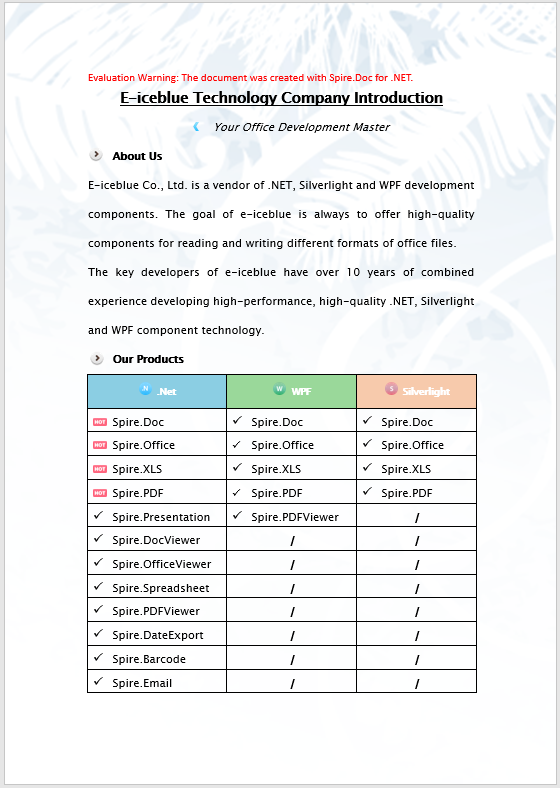 Evaluation Warning: The document was created with Spire.Doc for .NET.
E-iceblue Technology Company Introduction
Your Office Development Master
About Us
E-iceblue Co., Ltd. is a vendor of .NET, Silverlight and WPF development
components. The goal of e-iceblue is always to offer high-quality
components for reading and writing different formats of office files.
The key developers of e-iceblue have over 10 years of combined
experience developing high-performance, high-quality .NET, Silverlight
and WPF component technology.
Our Products
N .Net W WPF S Silverlight
HOT Spire.Doc ✓ Spire.Doc ✓ Spire.Doc
HOT Spire.Office ✓ Spire.Office ✓ Spire.Office
HOT Spire.XLS ✓ Spire.XLS ✓ Spire.XLS
HOT Spire.PDF ✓ Spire.PDF ✓ Spire.PDF
✓ Spire.Presentation ✓ Spire.PDFViewer /
✓ Spire.DocViewer / /
✓ Spire.OfficeViewer / /
✓ Spire.Spreadsheet / /
✓ Spire.PDFViewer / /
✓ Spire.DateExport / /
✓ Spire.Barcode / /
✓ Spire.Email / /